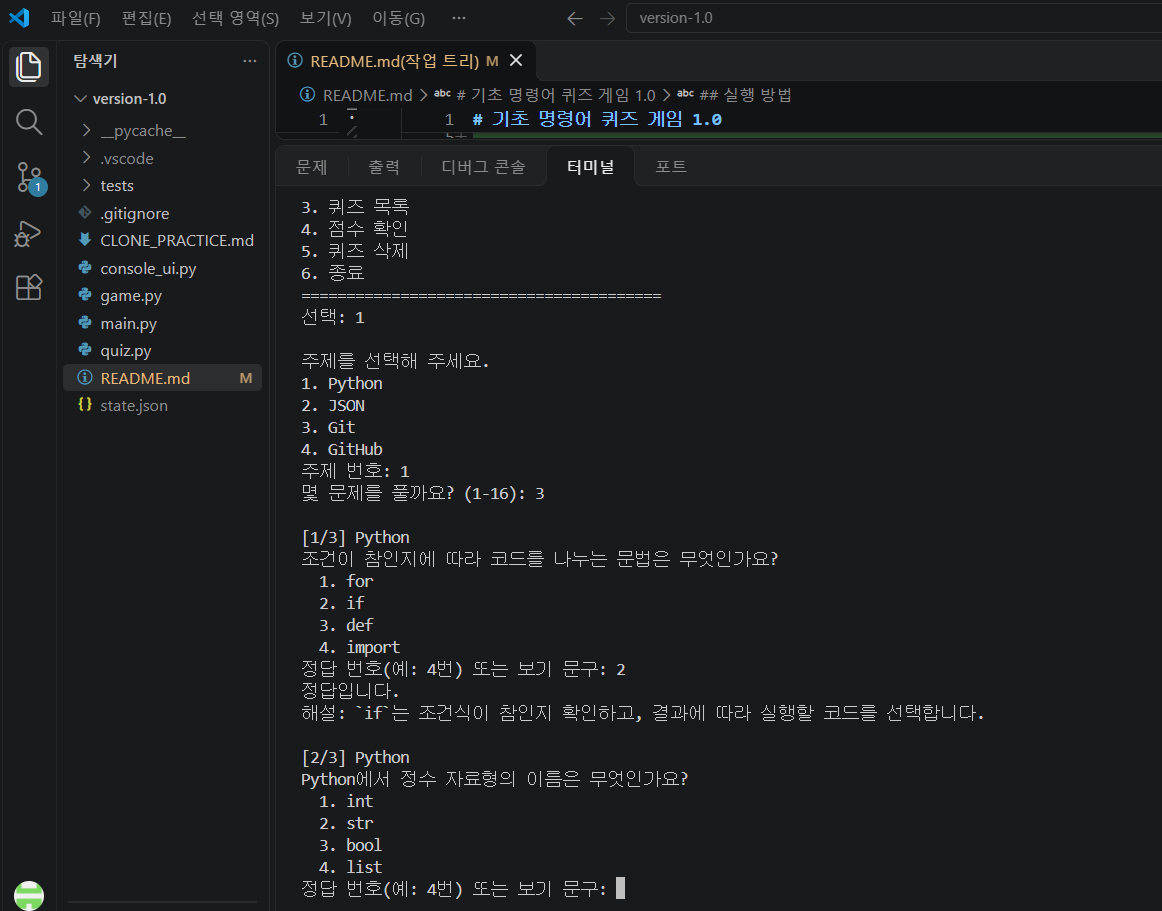 파일(F) 편집(E) 선택 영역(S) 보기(V) 이동(G) ··· ← → version-1.0
탐색기 ···
version-1.0
__pycache__
.vscode
tests
.gitignore
CLONE_PRACTICE.md
console_ui.py
game.py
main.py
quiz.py
README.md M
state.json
1
README.md(작업 트리) M
README.md > abc # 기초 명령어 퀴즈 게임 1.0 > abc ## 실행 방법
1 1 # 기초 명령어 퀴즈 게임 1.0
문제 출력 디버그 콘솔 터미널 포트
3. 퀴즈 목록
4. 점수 확인
5. 퀴즈 삭제
6. 종료
========================================
선택: 1
주제를 선택해 주세요.
1. Python
2. JSON
3. Git
4. GitHub
주제 번호: 1
몇 문제를 풀까요? (1-16): 3
[1/3] Python
조건이 참인지에 따라 코드를 나누는 문법은 무엇인가요?
1. for
2. if
3. def
4. import
정답 번호(예: 4번) 또는 보기 문구: 2
정답입니다.
해설: `if`는 조건식이 참인지 확인하고, 결과에 따라 실행할 코드를 선택합니다.
[2/3] Python
Python에서 정수 자료형의 이름은 무엇인가요?
1. int
2. str
3. bool
4. list
정답 번호(예: 4번) 또는 보기 문구: